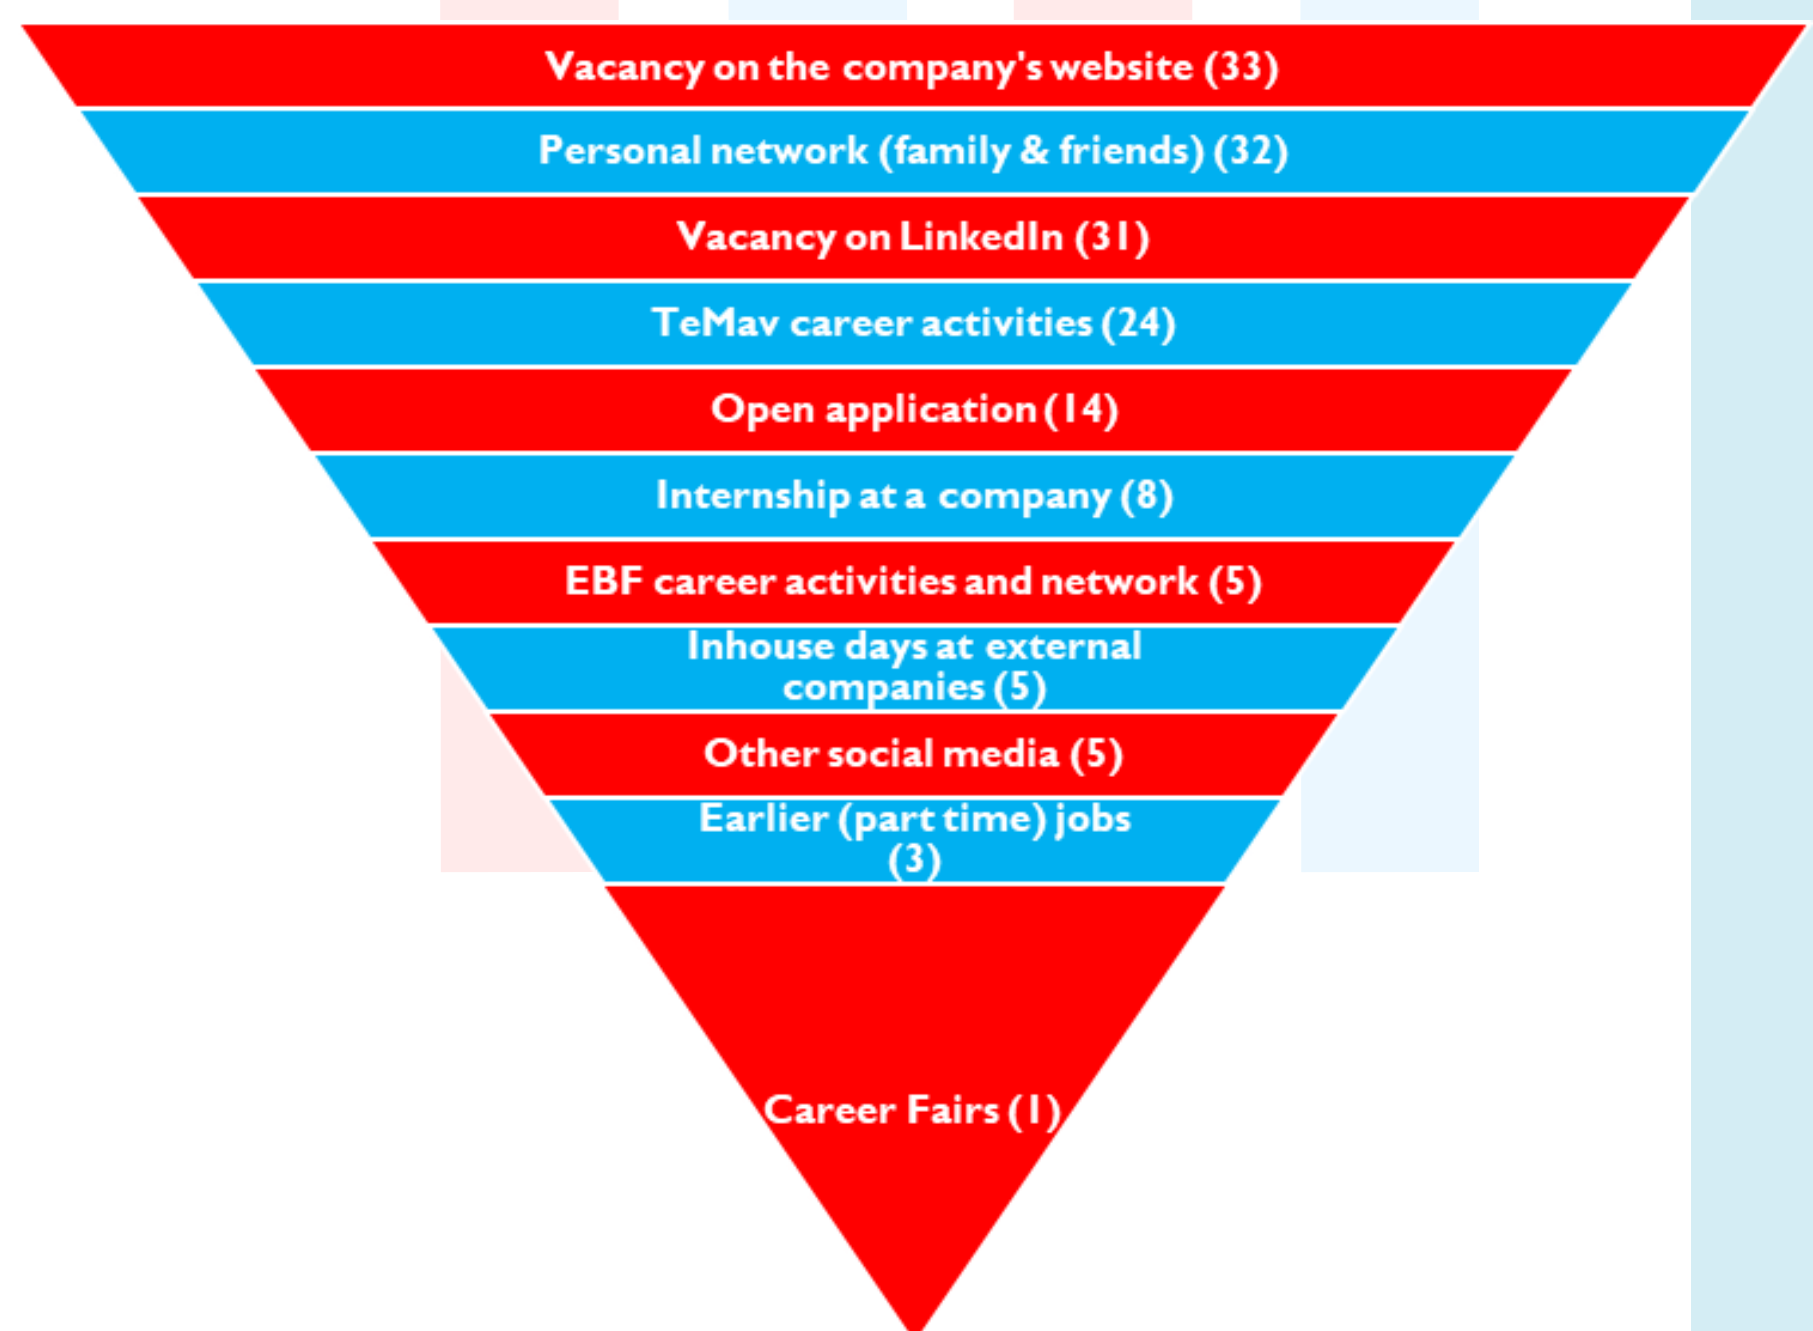 Vacancy on the company's website (33)
Personal network (family & friends) (32)
Vacancy on LinkedIn (31)
TeMav career activities (24)
Open application (14)
Internship at a company (8)
EBF career activities and network (5)
Inhouse days at external
companies (5)
Other social media (5)
Earlier (part time) jobs
(3)
Career Fairs (1)